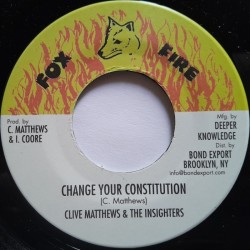 FOX FIRE
Prod. by
C. MATTHEWS
& I. COORE
Mfg. by
DEEPER
KNOWLEDGE
Dist. by
BOND EXPORT
BROOKLYN, NY
info@bondexport.com
CHANGE YOUR CONSTITUTION
(C. Matthews)
CLIVE MATTHEWS & THE INSIGHTERS